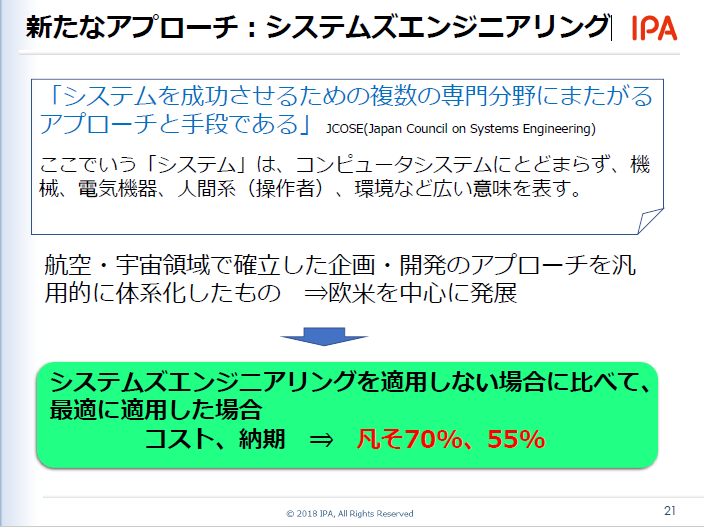 新たなアプローチ：システムズエンジニアリング
IPA
「システムを成功させるための複数の専門分野にまたがる
アプローチと手段である」 JCOSE(Japan Council on Systems Engineering)
ここでいう「システム」は、コンピュータシステムにとどまらず、機
械、電気機器、人間系（操作者）、環境など広い意味を表す。
航空・宇宙領域で確立した企画・開発のアプローチを汎
用的に体系化したもの　⇒欧米を中心に発展
システムズエンジニアリングを適用しない場合に比べて、
最適に適用した場合
コスト、納期　⇒　凡そ70%、55%
© 2018 IPA, All Rights Reserved
21